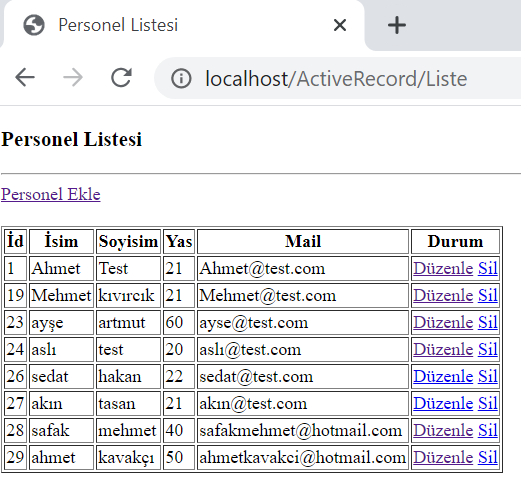 Personel Listesi
localhost/ActiveRecord/Liste
Personel Listesi
Personel Ekle
İd İsim Soyisim Yas Mail Durum
1 Ahmet Test 21 Ahmet@test.com Düzenle Sil
19 Mehmet kıvırcık 21 Mehmet@test.com Düzenle Sil
23 ayşe artmut 60 ayse@test.com Düzenle Sil
24 aslı test 20 aslı@test.com Düzenle Sil
26 sedat hakan 22 sedat@test.com Düzenle Sil
27 akın tasan 21 akın@test.com Düzenle Sil
28 safak mehmet 40 safakmehmet@hotmail.com Düzenle Sil
29 ahmet kavakçı 50 ahmetkavakci@hotmail.com Düzenle Sil